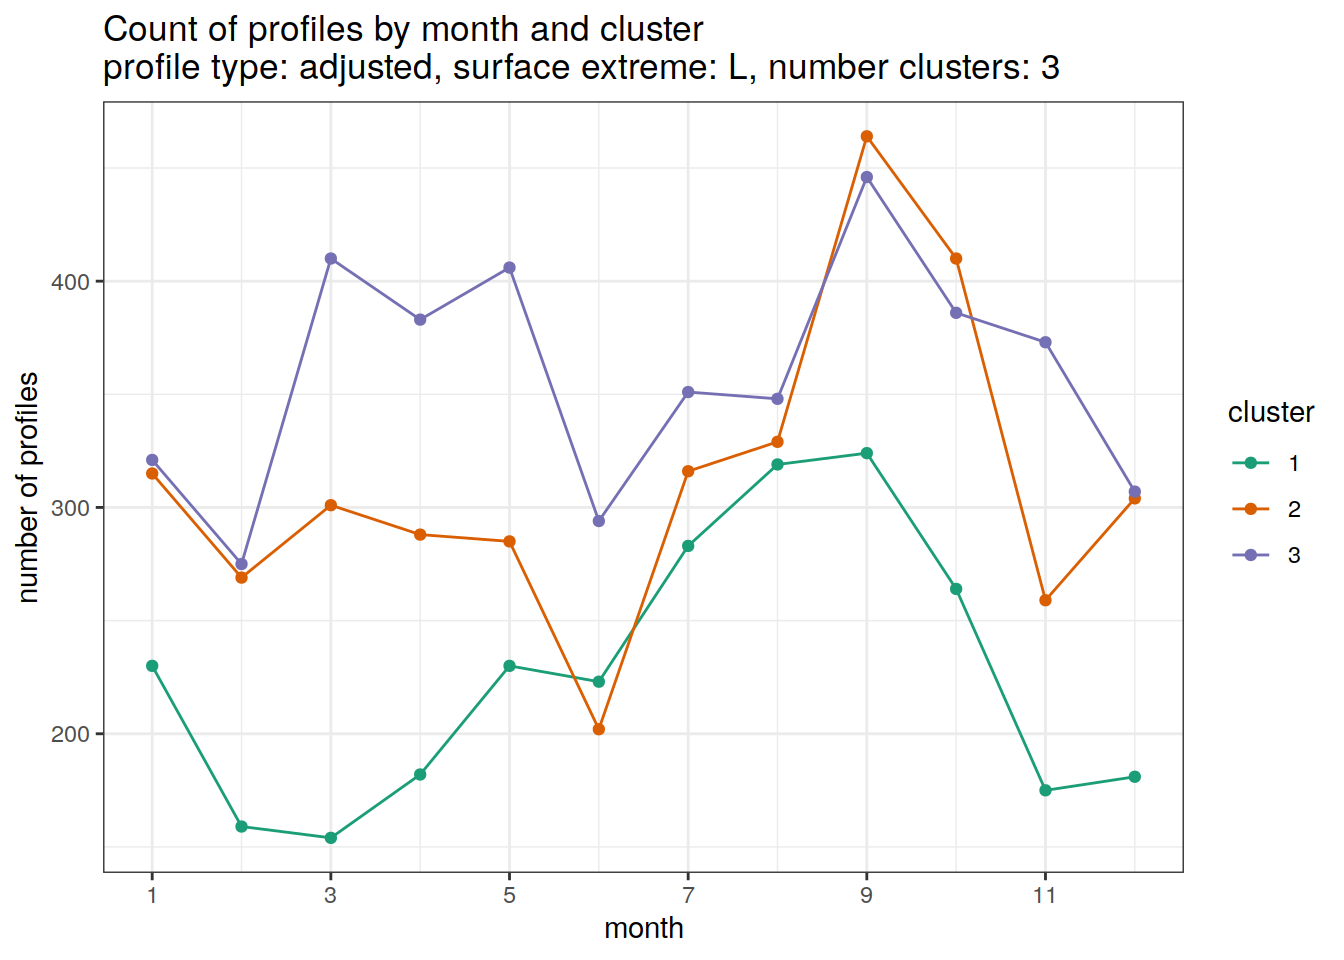 Count of profiles by month and cluster
profile type: adjusted, surface extreme: L, number clusters: 3
number of profiles
400
300
200
1 3 5 7 9 11
month
cluster
1
2
3